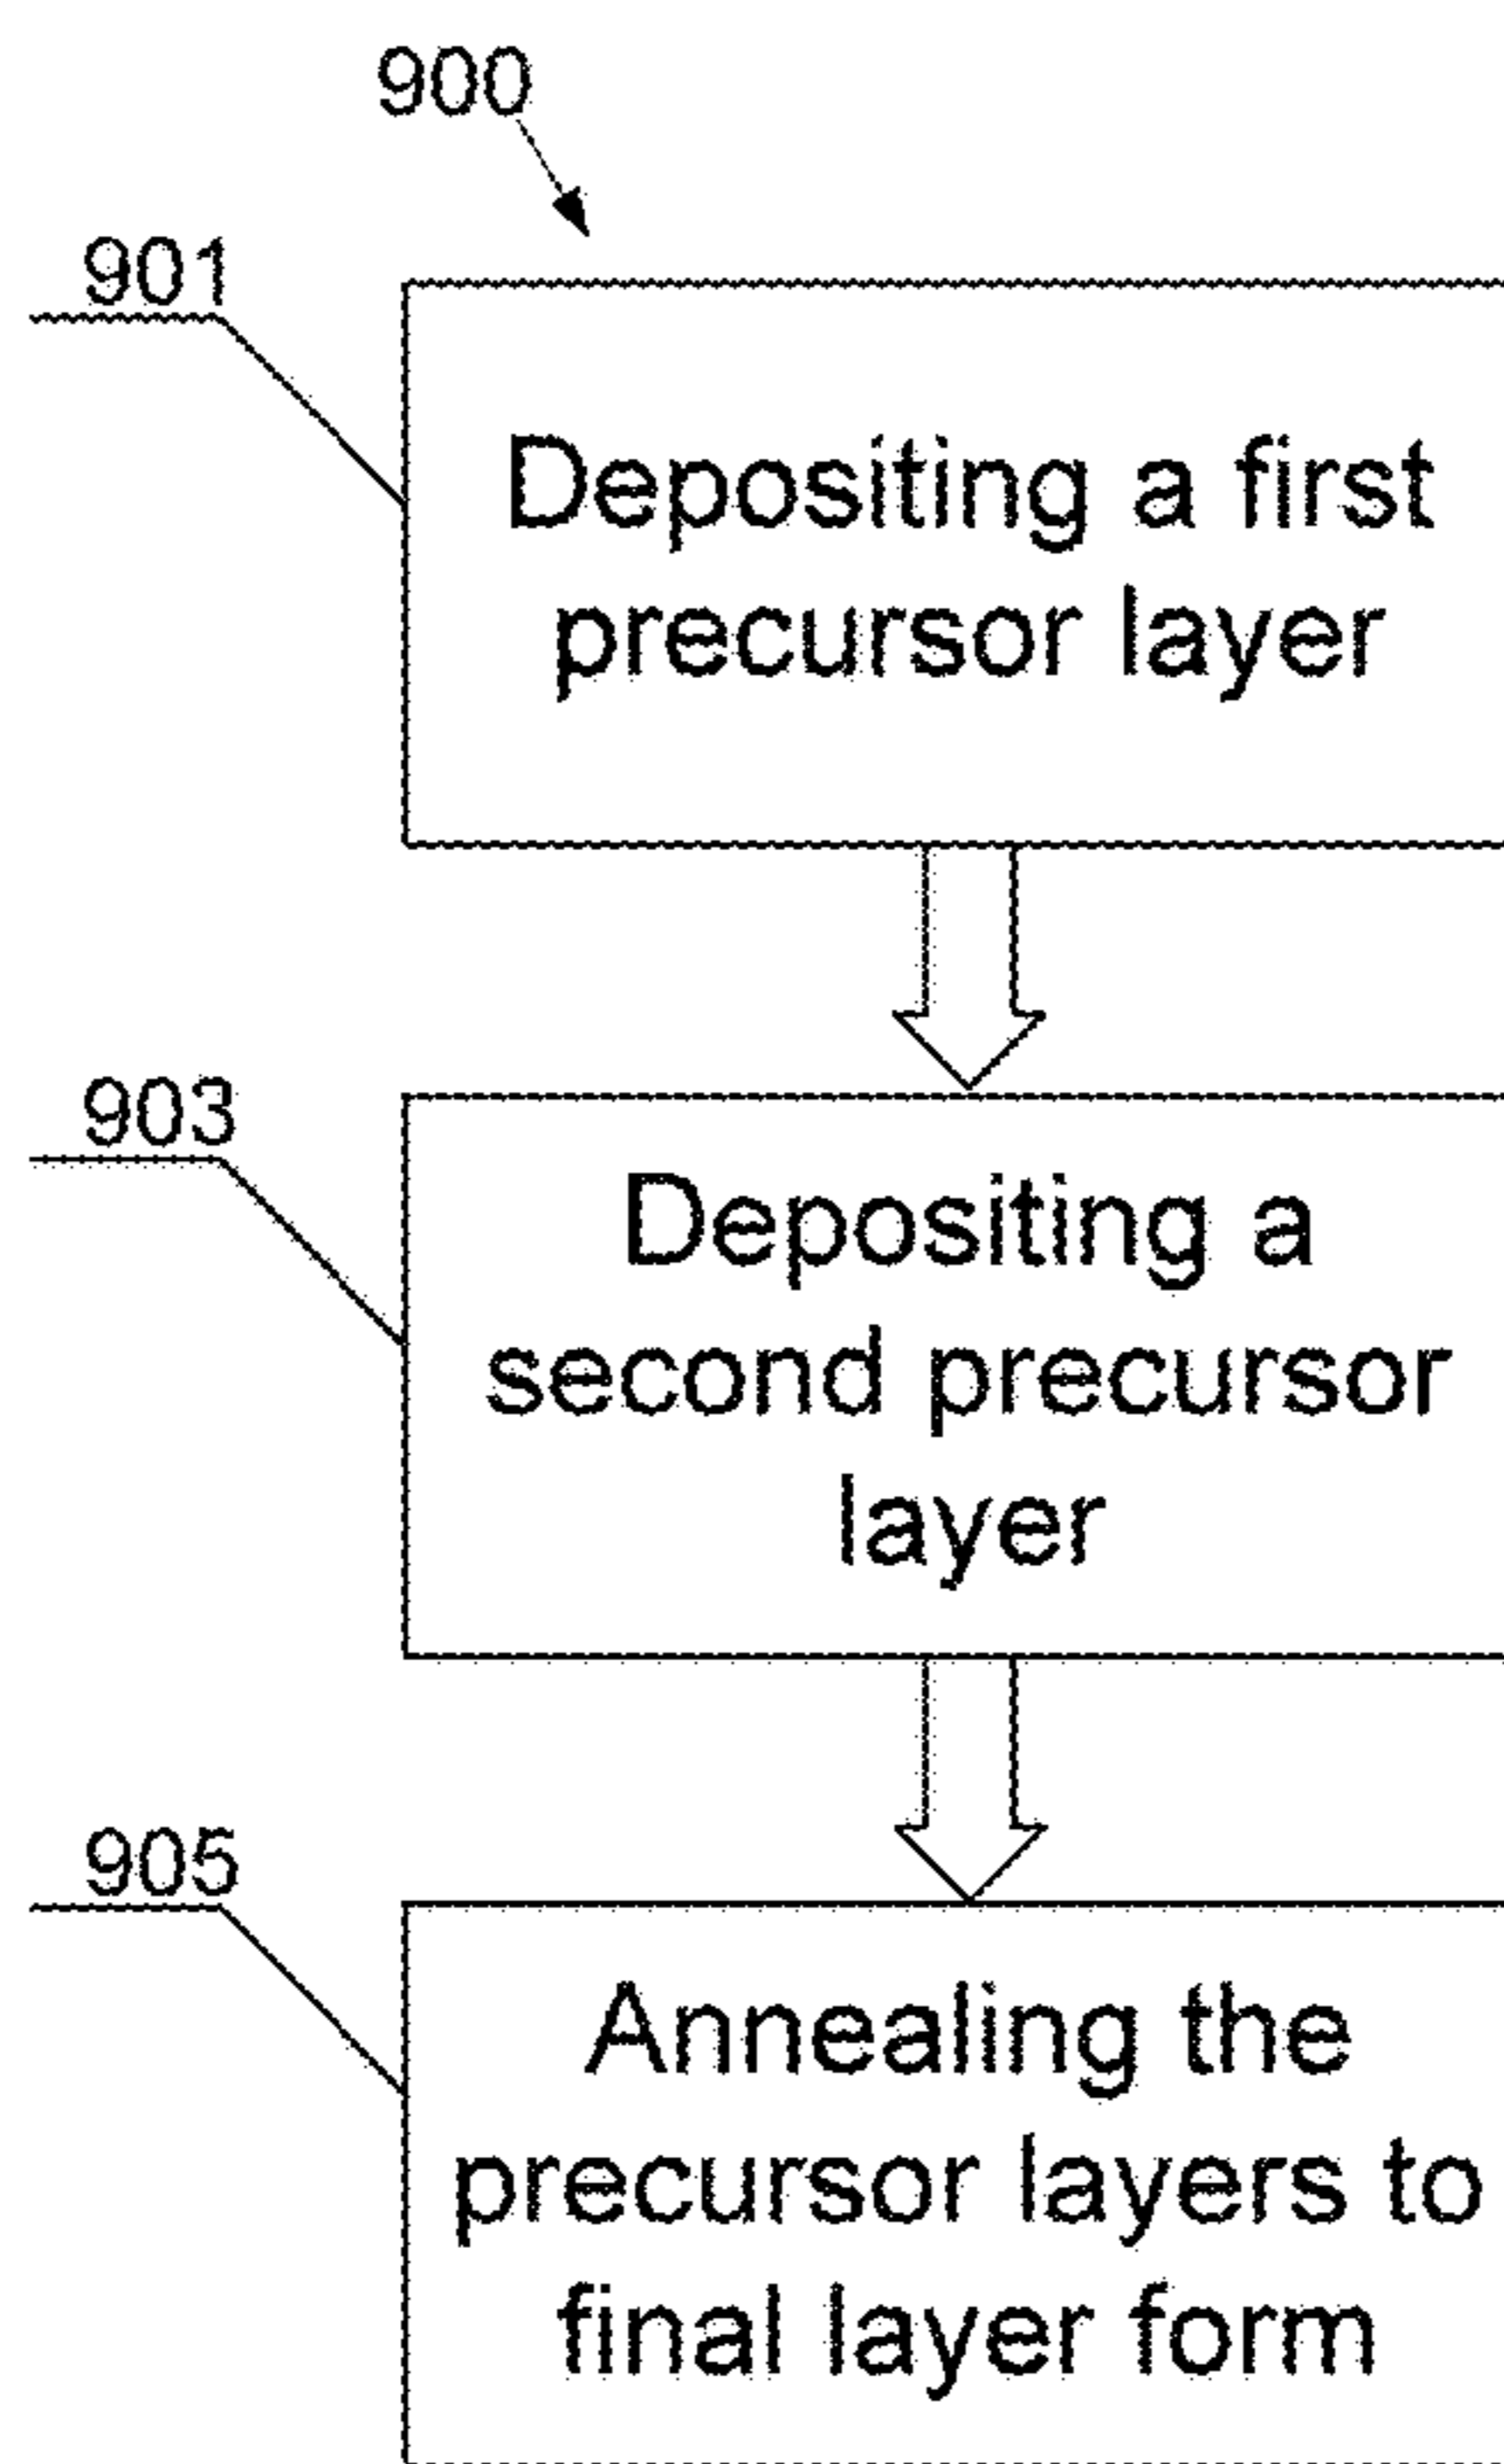 900
901
Depositing a first
precursor layer
903
Depositing a
second precursor
layer
905
Annealing the
precursor layers to
final layer form